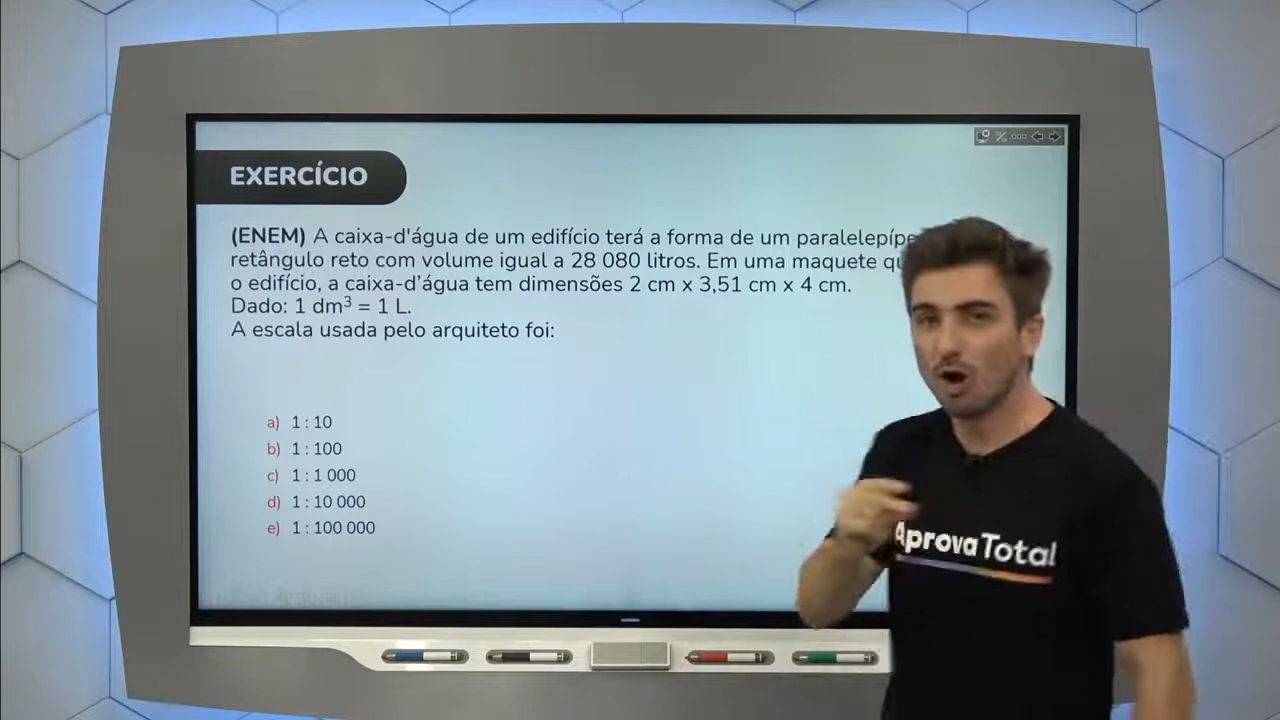 EXERCÍCIO
(ENEM) A caixa-d'água de um edifício terá a forma de um
retângulo reto com volume igual a 28 080 litros. Em uma maquete
o edifício, a caixa-d'água tem dimensões 2 cm x 3,51 cm x 4 cm.
Dado: 1 dm³ = 1 L.
A escala usada pelo arquiteto foi:
a) 1 : 10
b) 1 : 100
c) 1 : 1 000
d) 1 : 10 000
e) 1 : 100 000
AprovaTotal